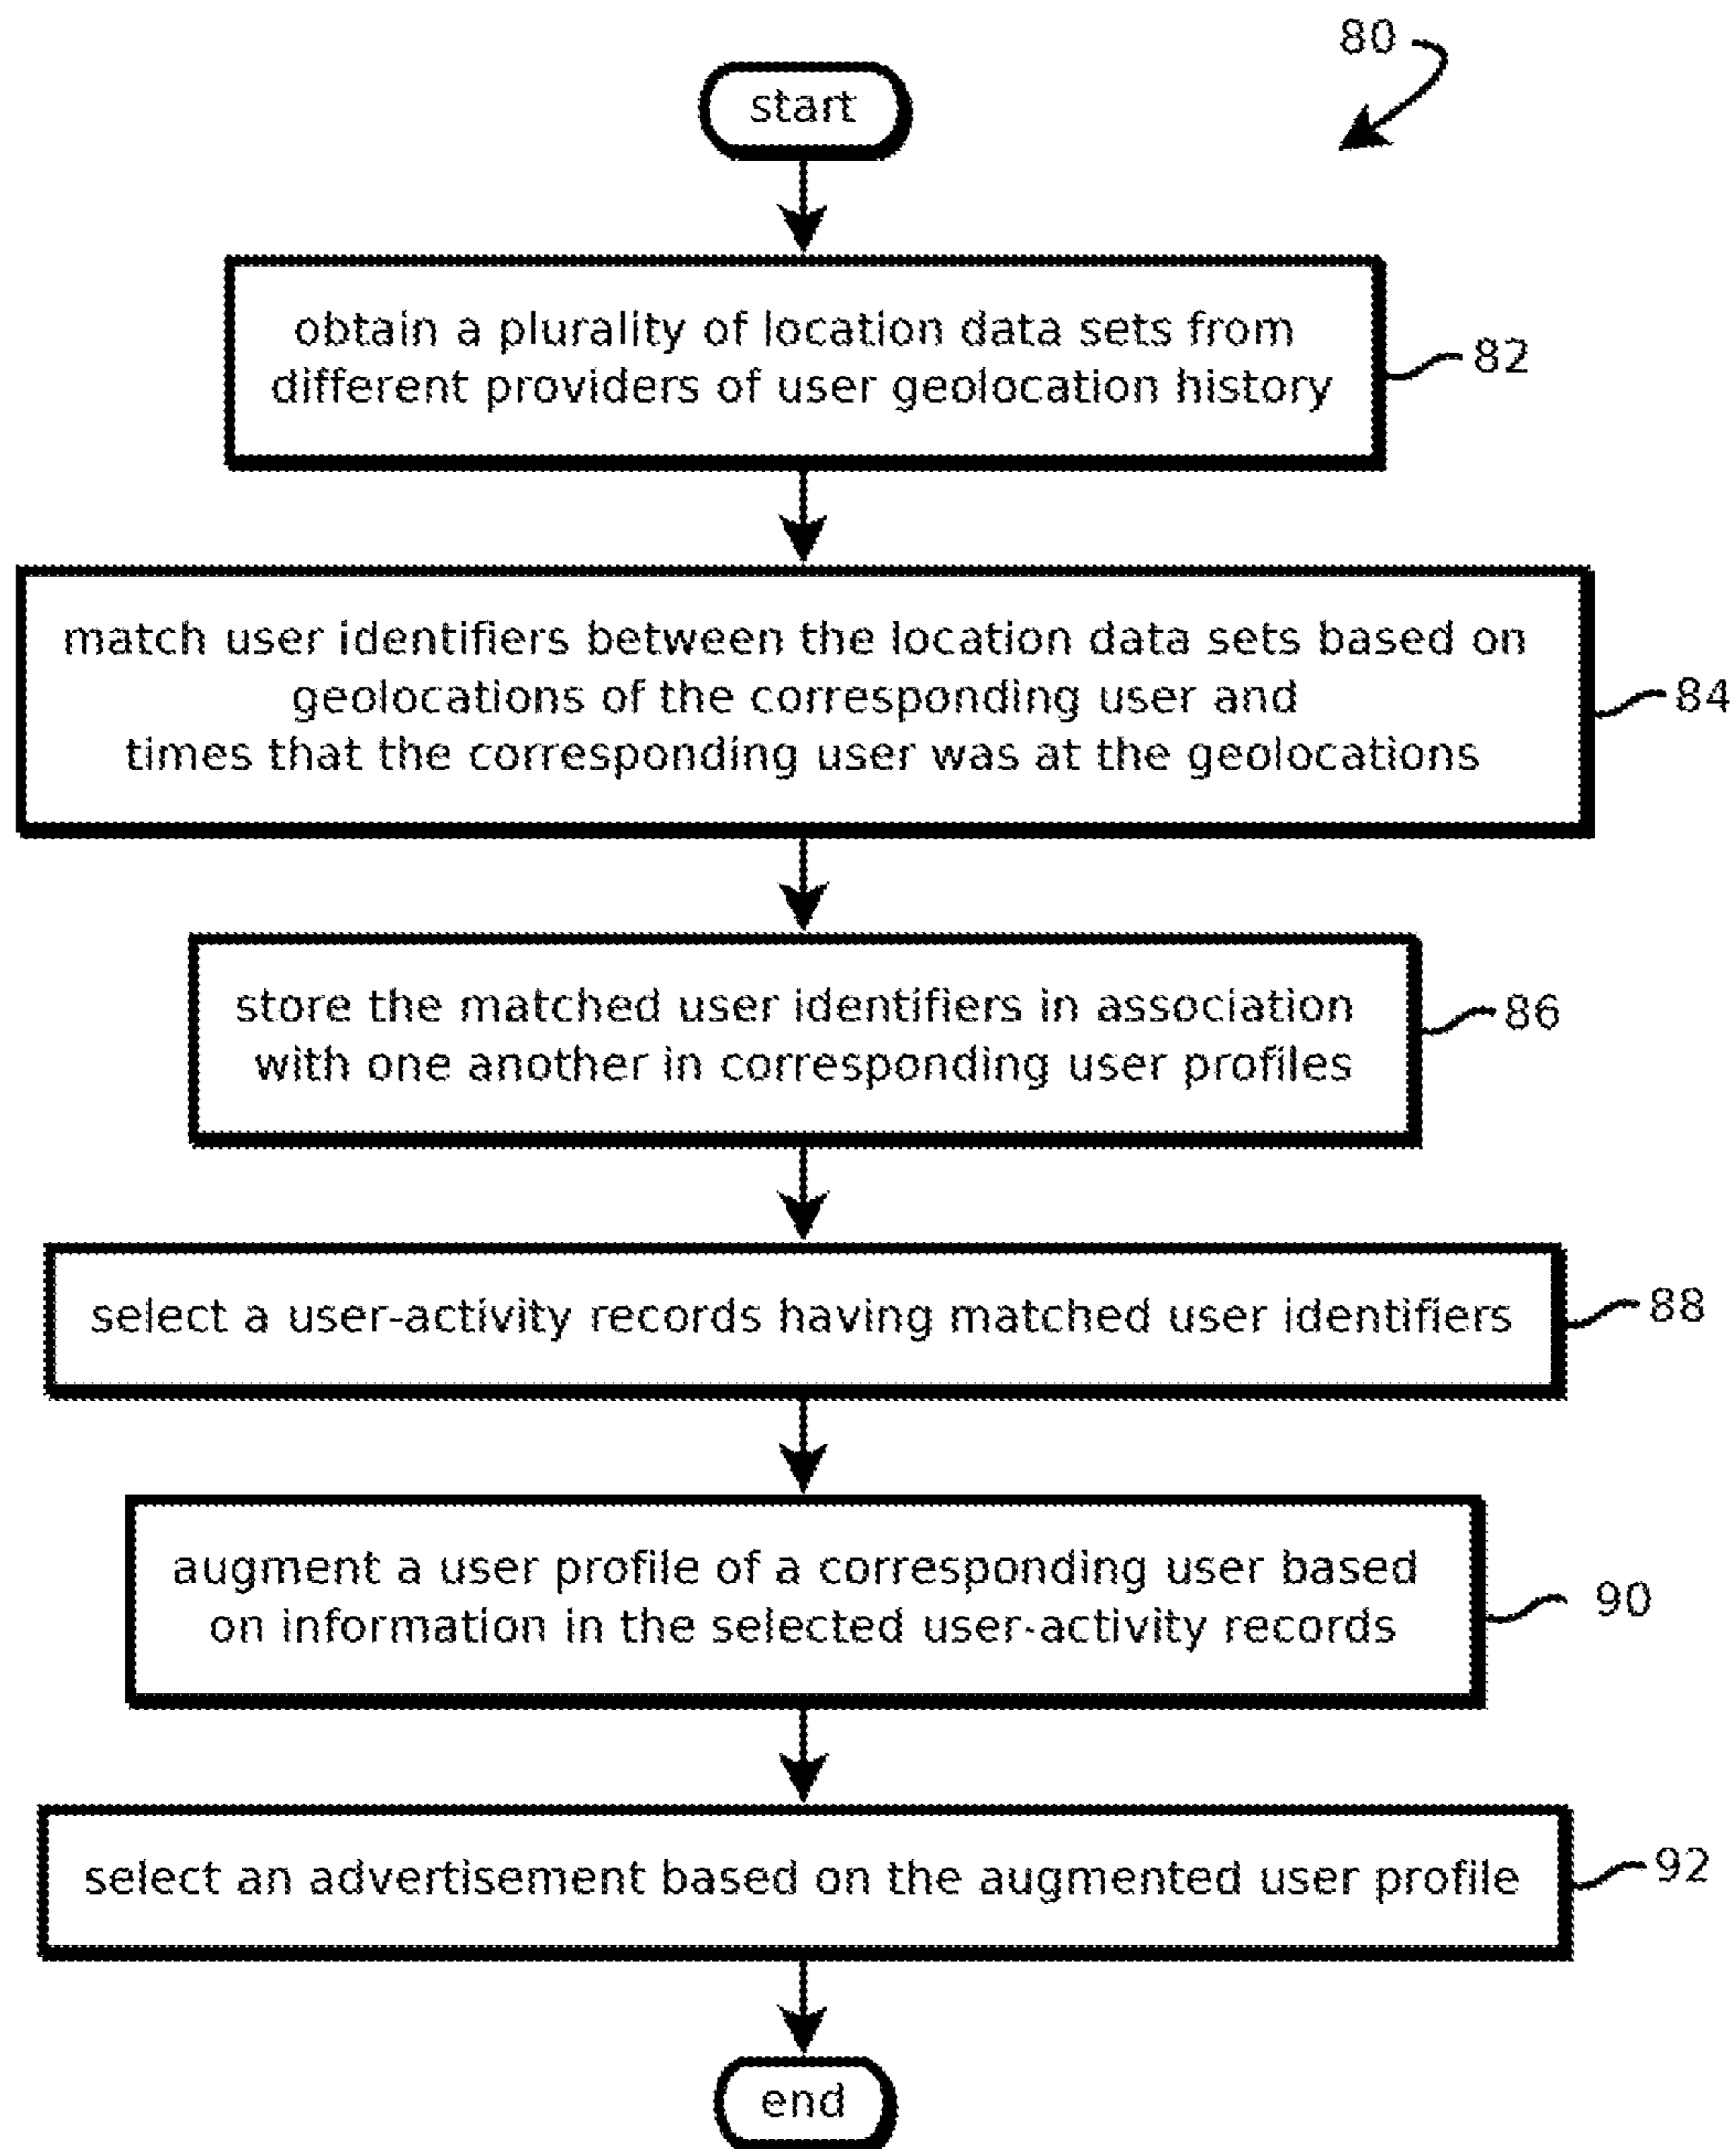 80
start
obtain a plurality of location data sets from
different providers of user geolocation history
82
match user identifiers between the location data sets based on
geolocations of the corresponding user and
times that the corresponding user was at the geolocations
84
store the matched user identifiers in association
with one another in corresponding user profiles
86
select a user-activity records having matched user identifiers
88
augment a user profile of a corresponding user based
on information in the selected user-activity records
90
select an advertisement based on the augmented user profile
92
end